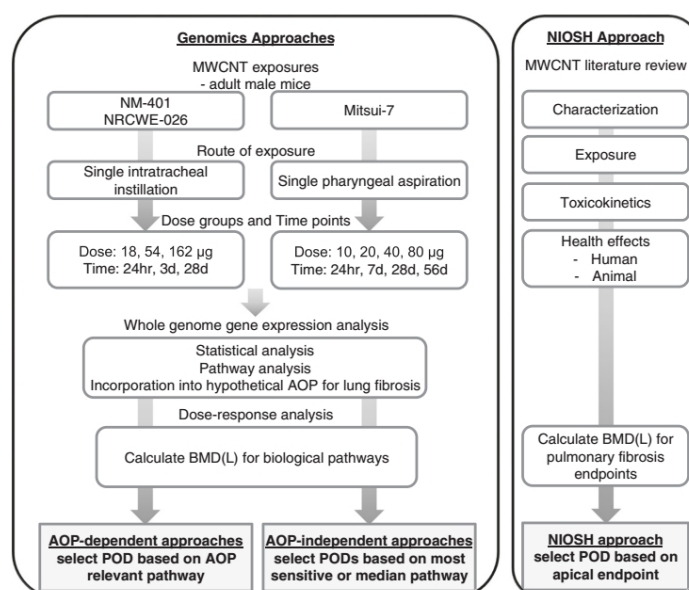 Genomics Approaches
MWCNT exposures
- adult male mice
NM-401
NRCWE-026
Mitsui-7
Route of exposure
Single intratracheal
instillation
Single pharyngeal aspiration
Dose groups and Time points
Dose: 18, 54, 162 µg
Time: 24hr, 3d, 28d
Dose: 10, 20, 40, 80 µg
Time: 24hr, 7d, 28d, 56d
Whole genome gene expression analysis
Statistical analysis
Pathway analysis
Incorporation into hypothetical AOP for lung fibrosis
Dose-response analysis
Calculate BMD(L) for biological pathways
AOP-dependent approaches
select POD based on AOP
relevant pathway
AOP-independent approaches
select PODs based on most
sensitive or median pathway
NIOSH Approach
MWCNT literature review
Characterization
Exposure
Toxicokinetics
Health effects
- Human
- Animal
Calculate BMD(L) for
pulmonary fibrosis
endpoints
NIOSH approach
select POD based on
apical endpoint